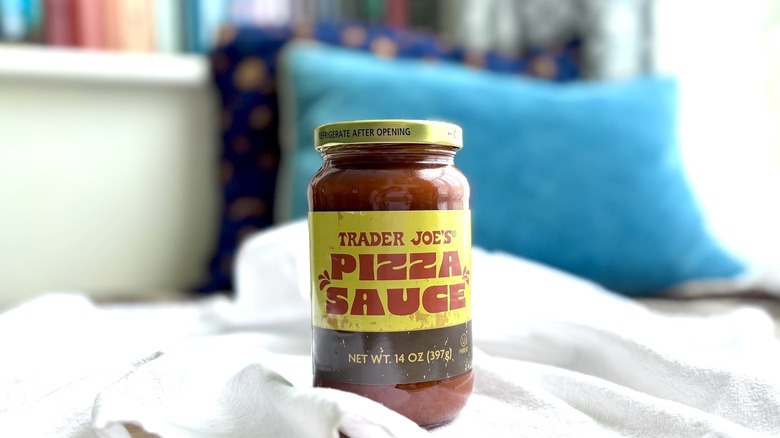 REFRIGERATE AFTER OPENING
TRADER JOE'S
PIZZA
SAUCE
NET WT. 14 OZ (397g)